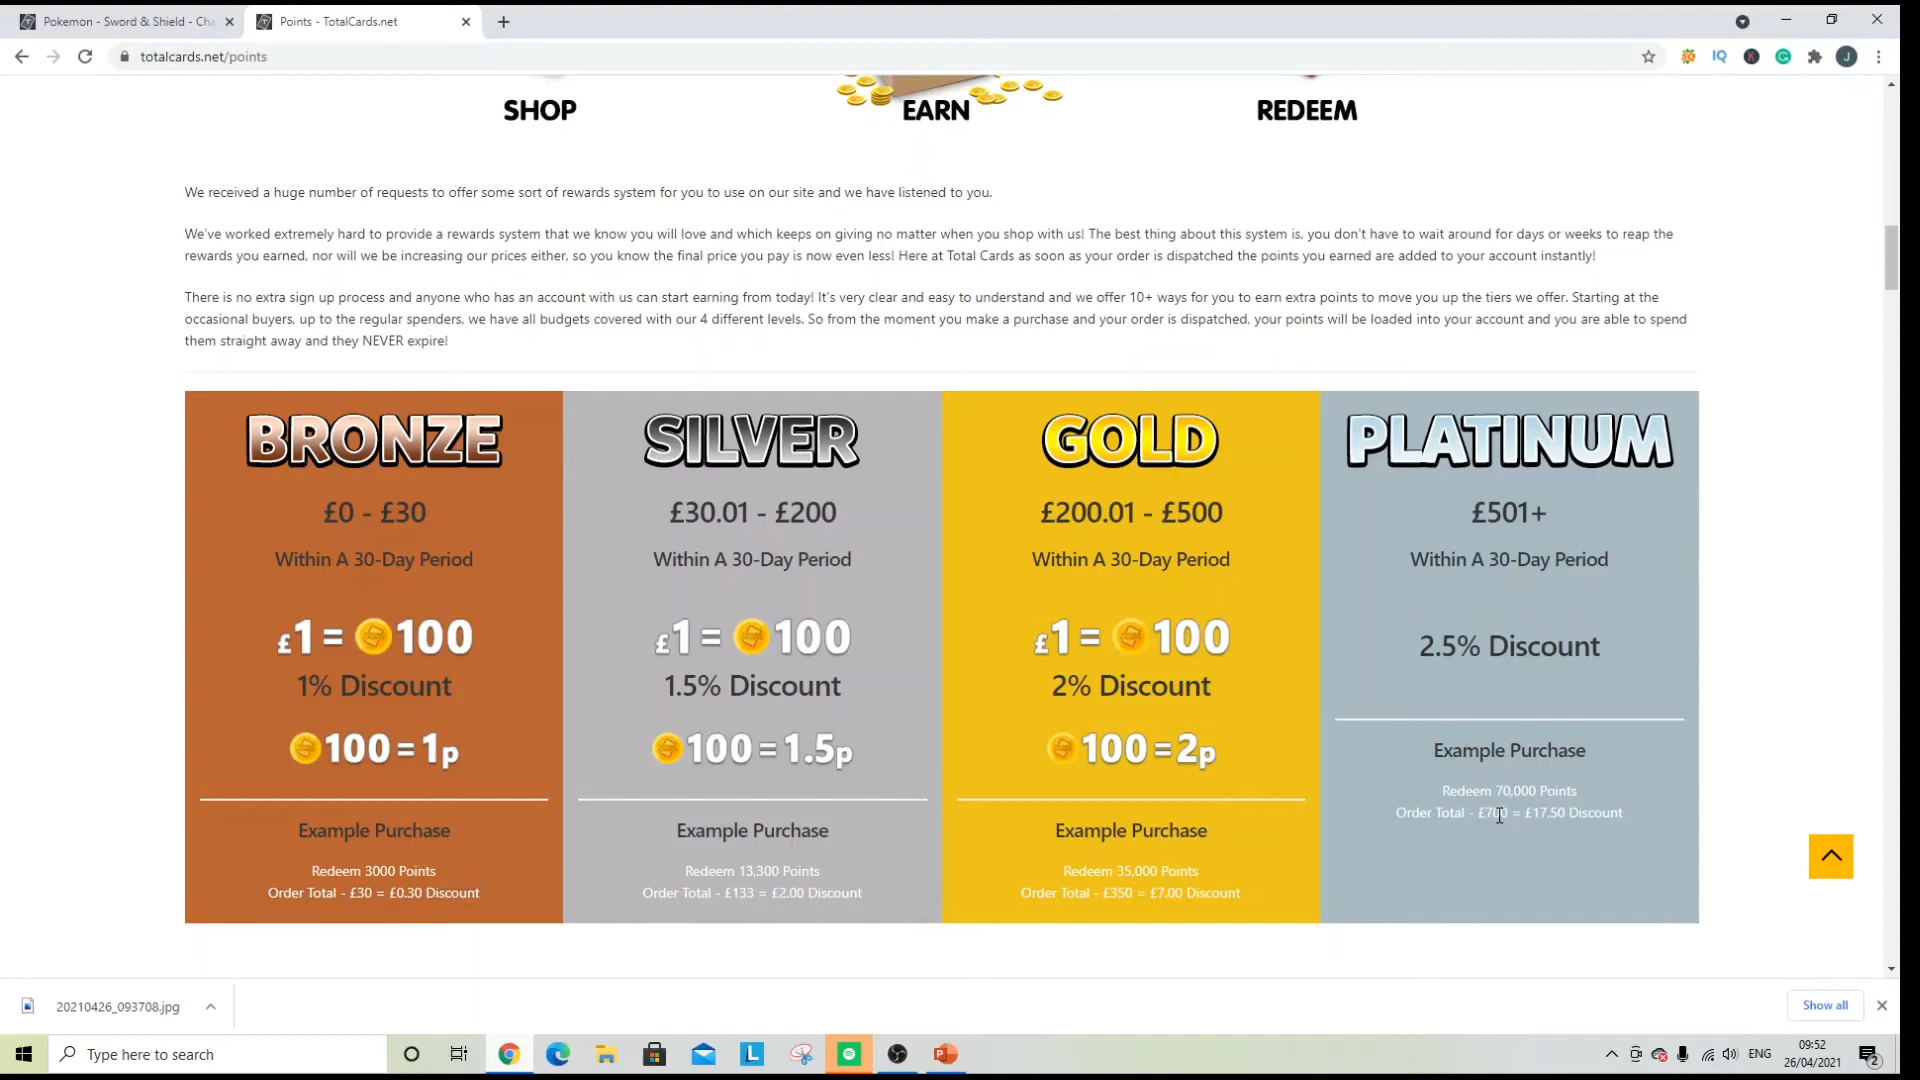 Pokemon - Sword & Shield - Cha
Points - TotalCards.net
totalcards.net/points
IQ
K
J
SHOP
EARN
REDEEM
We received a huge number of requests to offer some sort of rewards system for you to use on our site and we have listened to you.
We've worked extremely hard to provide a rewards system that we know you will love and which keeps on giving no matter when you shop with us! The best thing about this system is, you don't have to wait around for days or weeks to reap the
rewards you earned, nor will we be increasing our prices either, so you know the final price you pay is now even less! Here at Total Cards as soon as your order is dispatched the points you earned are added to your account instantly!
There is no extra sign up process and anyone who has an account with us can start earning from today! It's very clear and easy to understand and we offer 10+ ways for you to earn extra points to move you up the tiers we offer. Starting at the
occasional buyers, up to the regular spenders, we have all budgets covered with our 4 different levels. So from the moment you make a purchase and your order is dispatched, your points will be loaded into your account and you are able to spend
them straight away and they NEVER expire!
BRONZE
£0 - £30
Within A 30-Day Period
£1 = 100
1% Discount
100 = 1p
Example Purchase
Redeem 3000 Points
Order Total - £30 = £0.30 Discount
SILVER
£30.01 - £200
Within A 30-Day Period
£1 = 100
1.5% Discount
100 = 1.5p
Example Purchase
Redeem 13,300 Points
Order Total - £133 = £2.00 Discount
GOLD
£200.01 - £500
Within A 30-Day Period
£1 = 100
2% Discount
100 = 2p
Example Purchase
Redeem 35,000 Points
Order Total - £350 = £7.00 Discount
PLATINUM
£501+
Within A 30-Day Period
2.5% Discount
Example Purchase
Redeem 70,000 Points
Order Total - £700 = £17.50 Discount
20210426_093708.jpg
Show all
Type here to search
L
ENG
09:52
26/04/2021
2